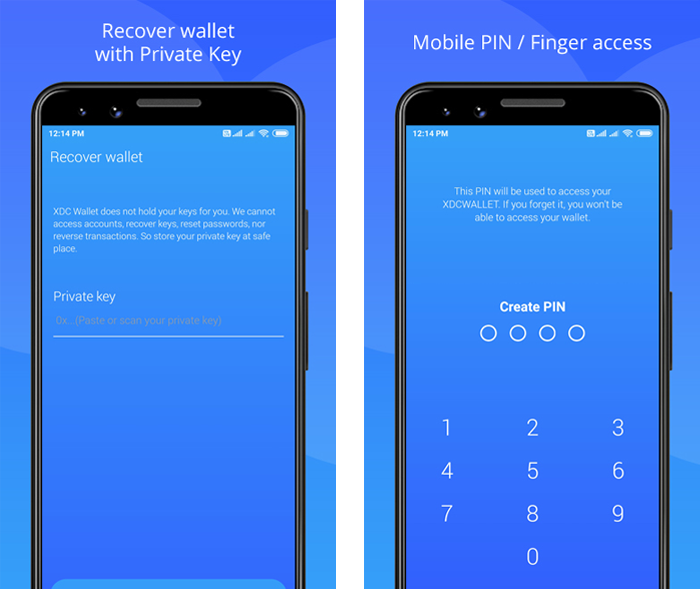 Recover wallet
with Private Key
12:14 PM
Recover wallet
XDC Wallet does not hold your keys for you. We cannot
access accounts, recover keys, reset passwords, nor
reverse transactions. So store your private key at safe
place.
Private key
0x.. (Paste or scan your private key)
Mobile PIN / Finger access
12:14 PM
This PIN will be used to access your
XDCWALLET. If you forget it, you won't be
able to access your wallet.
Create PIN
1 2 3
4 5 6
7 8 9
0